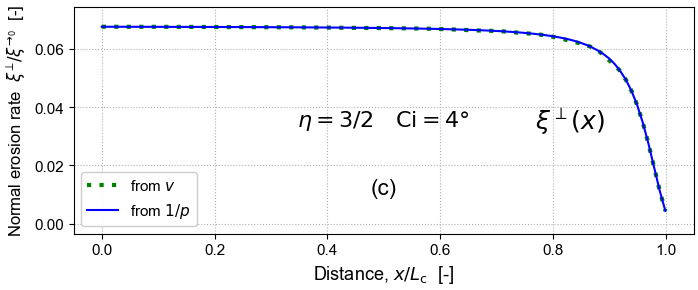 Normal erosion rate ξ^⊥/ξ^→₀ [-]
0.06
0.04
0.02
0.00
η = 3/2 Ci = 4° ξ^⊥(x)
(c)
from v
from 1/p
0.0 0.2 0.4 0.6 0.8 1.0
Distance, x/L_c [-]